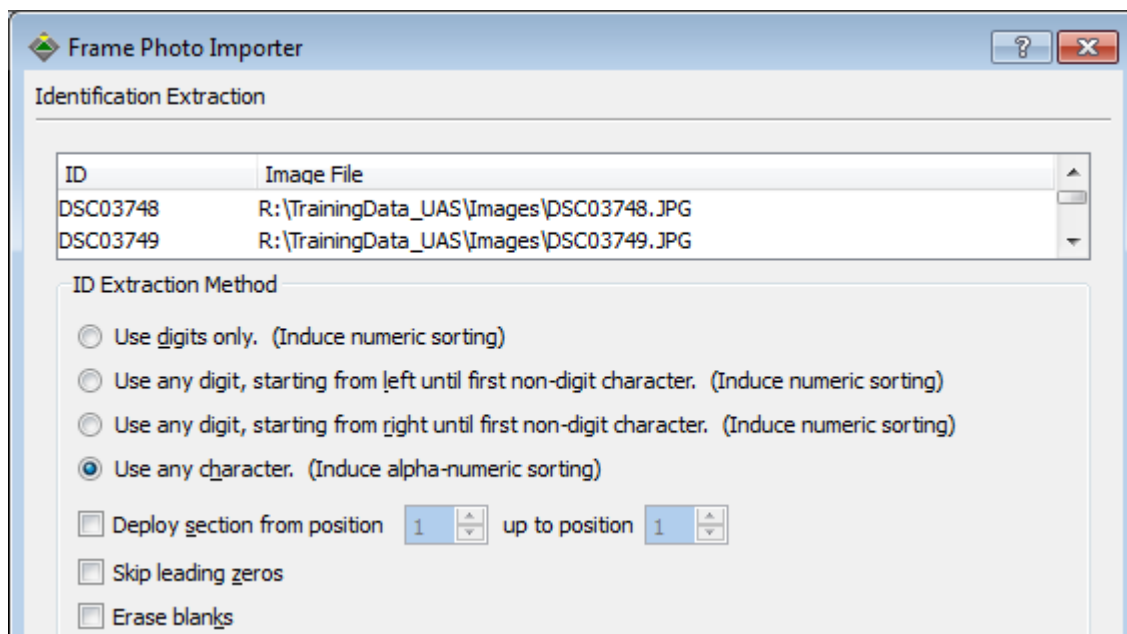 Frame Photo Importer
Identification Extraction
ID Image File
DSC03748 R:\TrainingData_UAS\Images\DSC03748.JPG
DSC03749 R:\TrainingData_UAS\Images\DSC03749.JPG
ID Extraction Method
Use digits only. (Induce numeric sorting)
Use any digit, starting from left until first non-digit character. (Induce numeric sorting)
Use any digit, starting from right until first non-digit character. (Induce numeric sorting)
Use any character. (Induce alpha-numeric sorting)
Deploy section from position 1 up to position 1
Skip leading zeros
Erase blanks